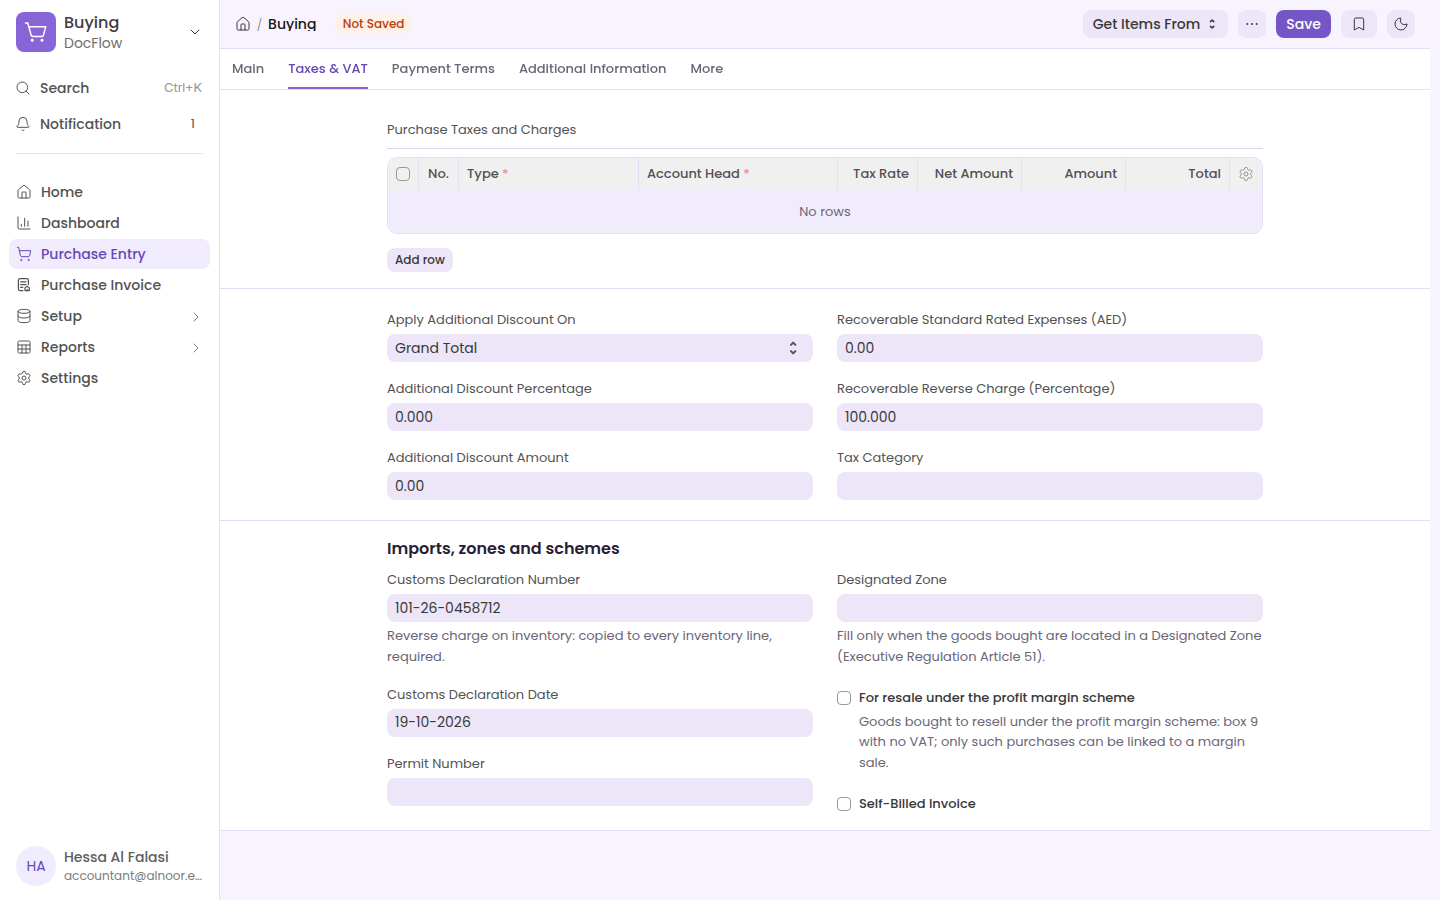 Buying
DocFlow
Search Ctrl+K
Notification 1
Home
Dashboard
Purchase Entry
Purchase Invoice
Setup
Reports
Settings
HA
Hessa Al Falasi
accountant@alnoor.e...
/ Buying Not Saved
Get Items From
Save
Main Taxes & VAT Payment Terms Additional Information More
Purchase Taxes and Charges
No. Type * Account Head * Tax Rate Net Amount Amount Total
No rows
Add row
Apply Additional Discount On
Grand Total
Additional Discount Percentage
0.000
Additional Discount Amount
0.00
Recoverable Standard Rated Expenses (AED)
0.00
Recoverable Reverse Charge (Percentage)
100.000
Tax Category
Imports, zones and schemes
Customs Declaration Number
101-26-0458712
Reverse charge on inventory: copied to every inventory line,
required.
Customs Declaration Date
19-10-2026
Permit Number
Designated Zone
Fill only when the goods bought are located in a Designated Zone
(Executive Regulation Article 51).
For resale under the profit margin scheme
Goods bought to resell under the profit margin scheme: box 9
with no VAT; only such purchases can be linked to a margin
sale.
Self-Billed Invoice